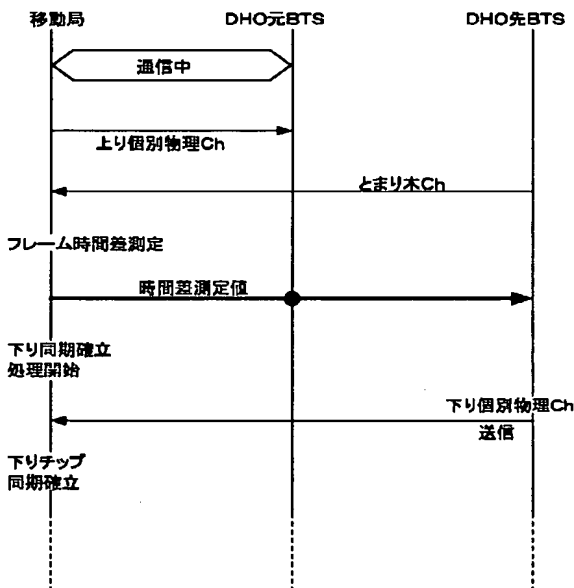 移動局 DHO元BTS DHO先BTS
通信中
上り個別物理Ch
とまり木Ch
フレーム時間差測定
時間差測定値
下り同期確立
処理開始
下り個別物理Ch
送信
下りチップ
同期確立